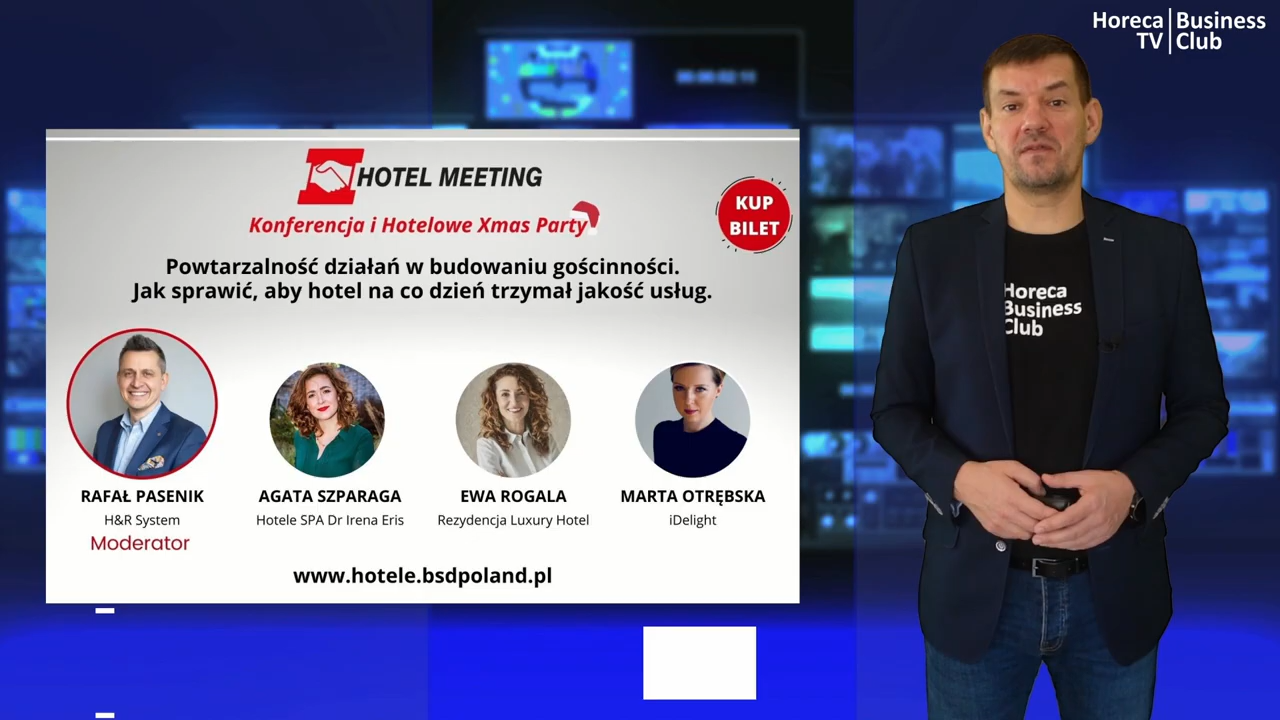 Horeca Business
TV Club
HOTEL MEETING
Konferencja i Hotelowe Xmas Party
KUP
BILET
Powtarzalność działań w budowaniu gościnności.
Jak sprawić, aby hotel na co dzień trzymał jakość usług.
Horeca
Business
Club
RAFAŁ PASENIK
H&R System
Moderator
AGATA SZPARAGA
Hotele SPA Dr Irena Eris
EWA ROGALA
Rezydencja Luxury Hotel
MARTA OTRĘBSKA
iDelight
www.hotele.bsdpoland.pl